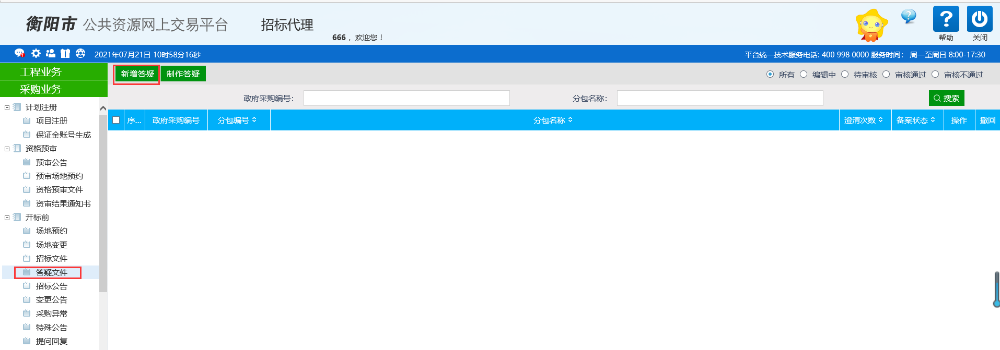 衡阳市 公共资源网上交易平台 招标代理
666 ，欢迎您！
帮助 关闭
2021年07月21日 10时58分16秒 平台统一技术服务电话: 400 998 0000 服务时间： 周一至周日 8:00-17:30
工程业务
采购业务
新增答疑 制作答疑 所有 编辑中 待审核 审核通过 审核不通过
政府采购编号： 分包名称： 搜索
序... 政府采购编号 分包编号 分包名称 澄清次数 备案状态 操作 撤回
计划注册
项目注册
保证金账号生成
资格预审
预审公告
预审场地预约
资格预审文件
资审结果通知书
开标前
场地预约
场地变更
招标文件
答疑文件
招标公告
变更公告
采购异常
特殊公告
提问回复